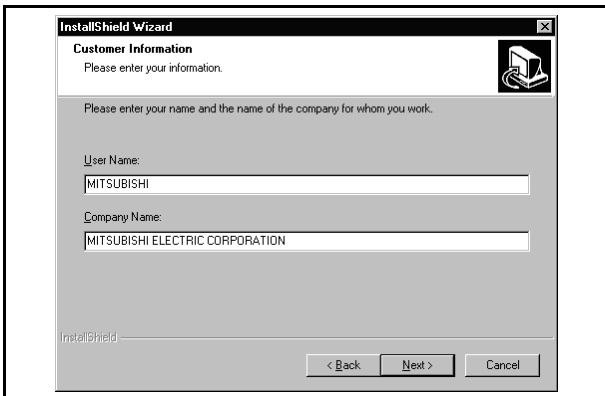 InstallShield Wizard
Customer Information
Please enter your information.
Please enter your name and the name of the company for whom you work.
User Name:
MITSUBISHI
Company Name:
MITSUBISHI ELECTRIC CORPORATION
InstallShield
< Back Next > Cancel